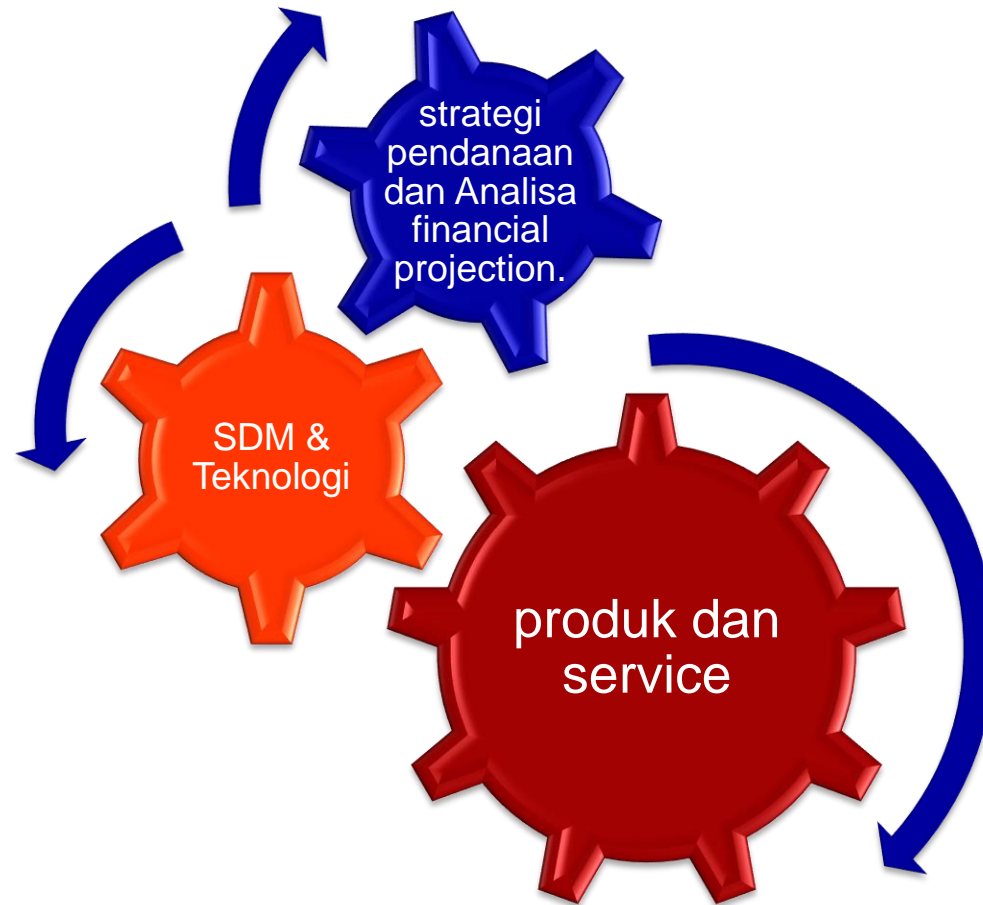 strategi
pendanaan
dan Analisa
financial
projection.
SDM &
Teknologi
produk dan
service